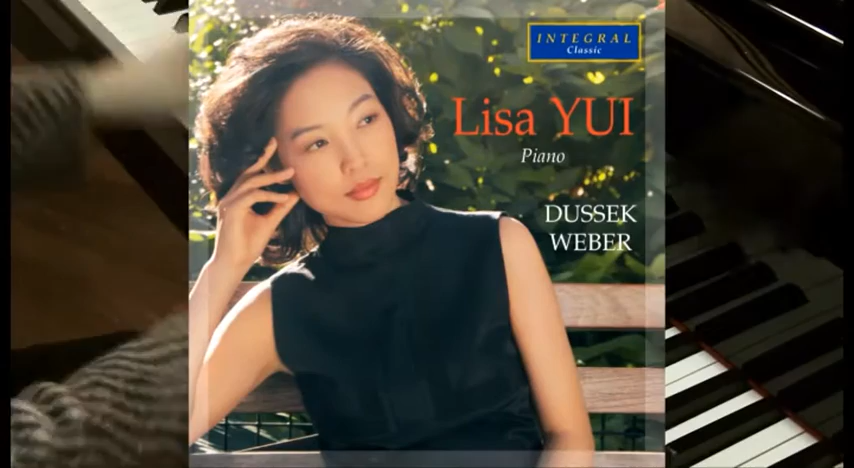 INTEGRAL
Classic
Lisa YUI
Piano
DUSSEK
WEBER